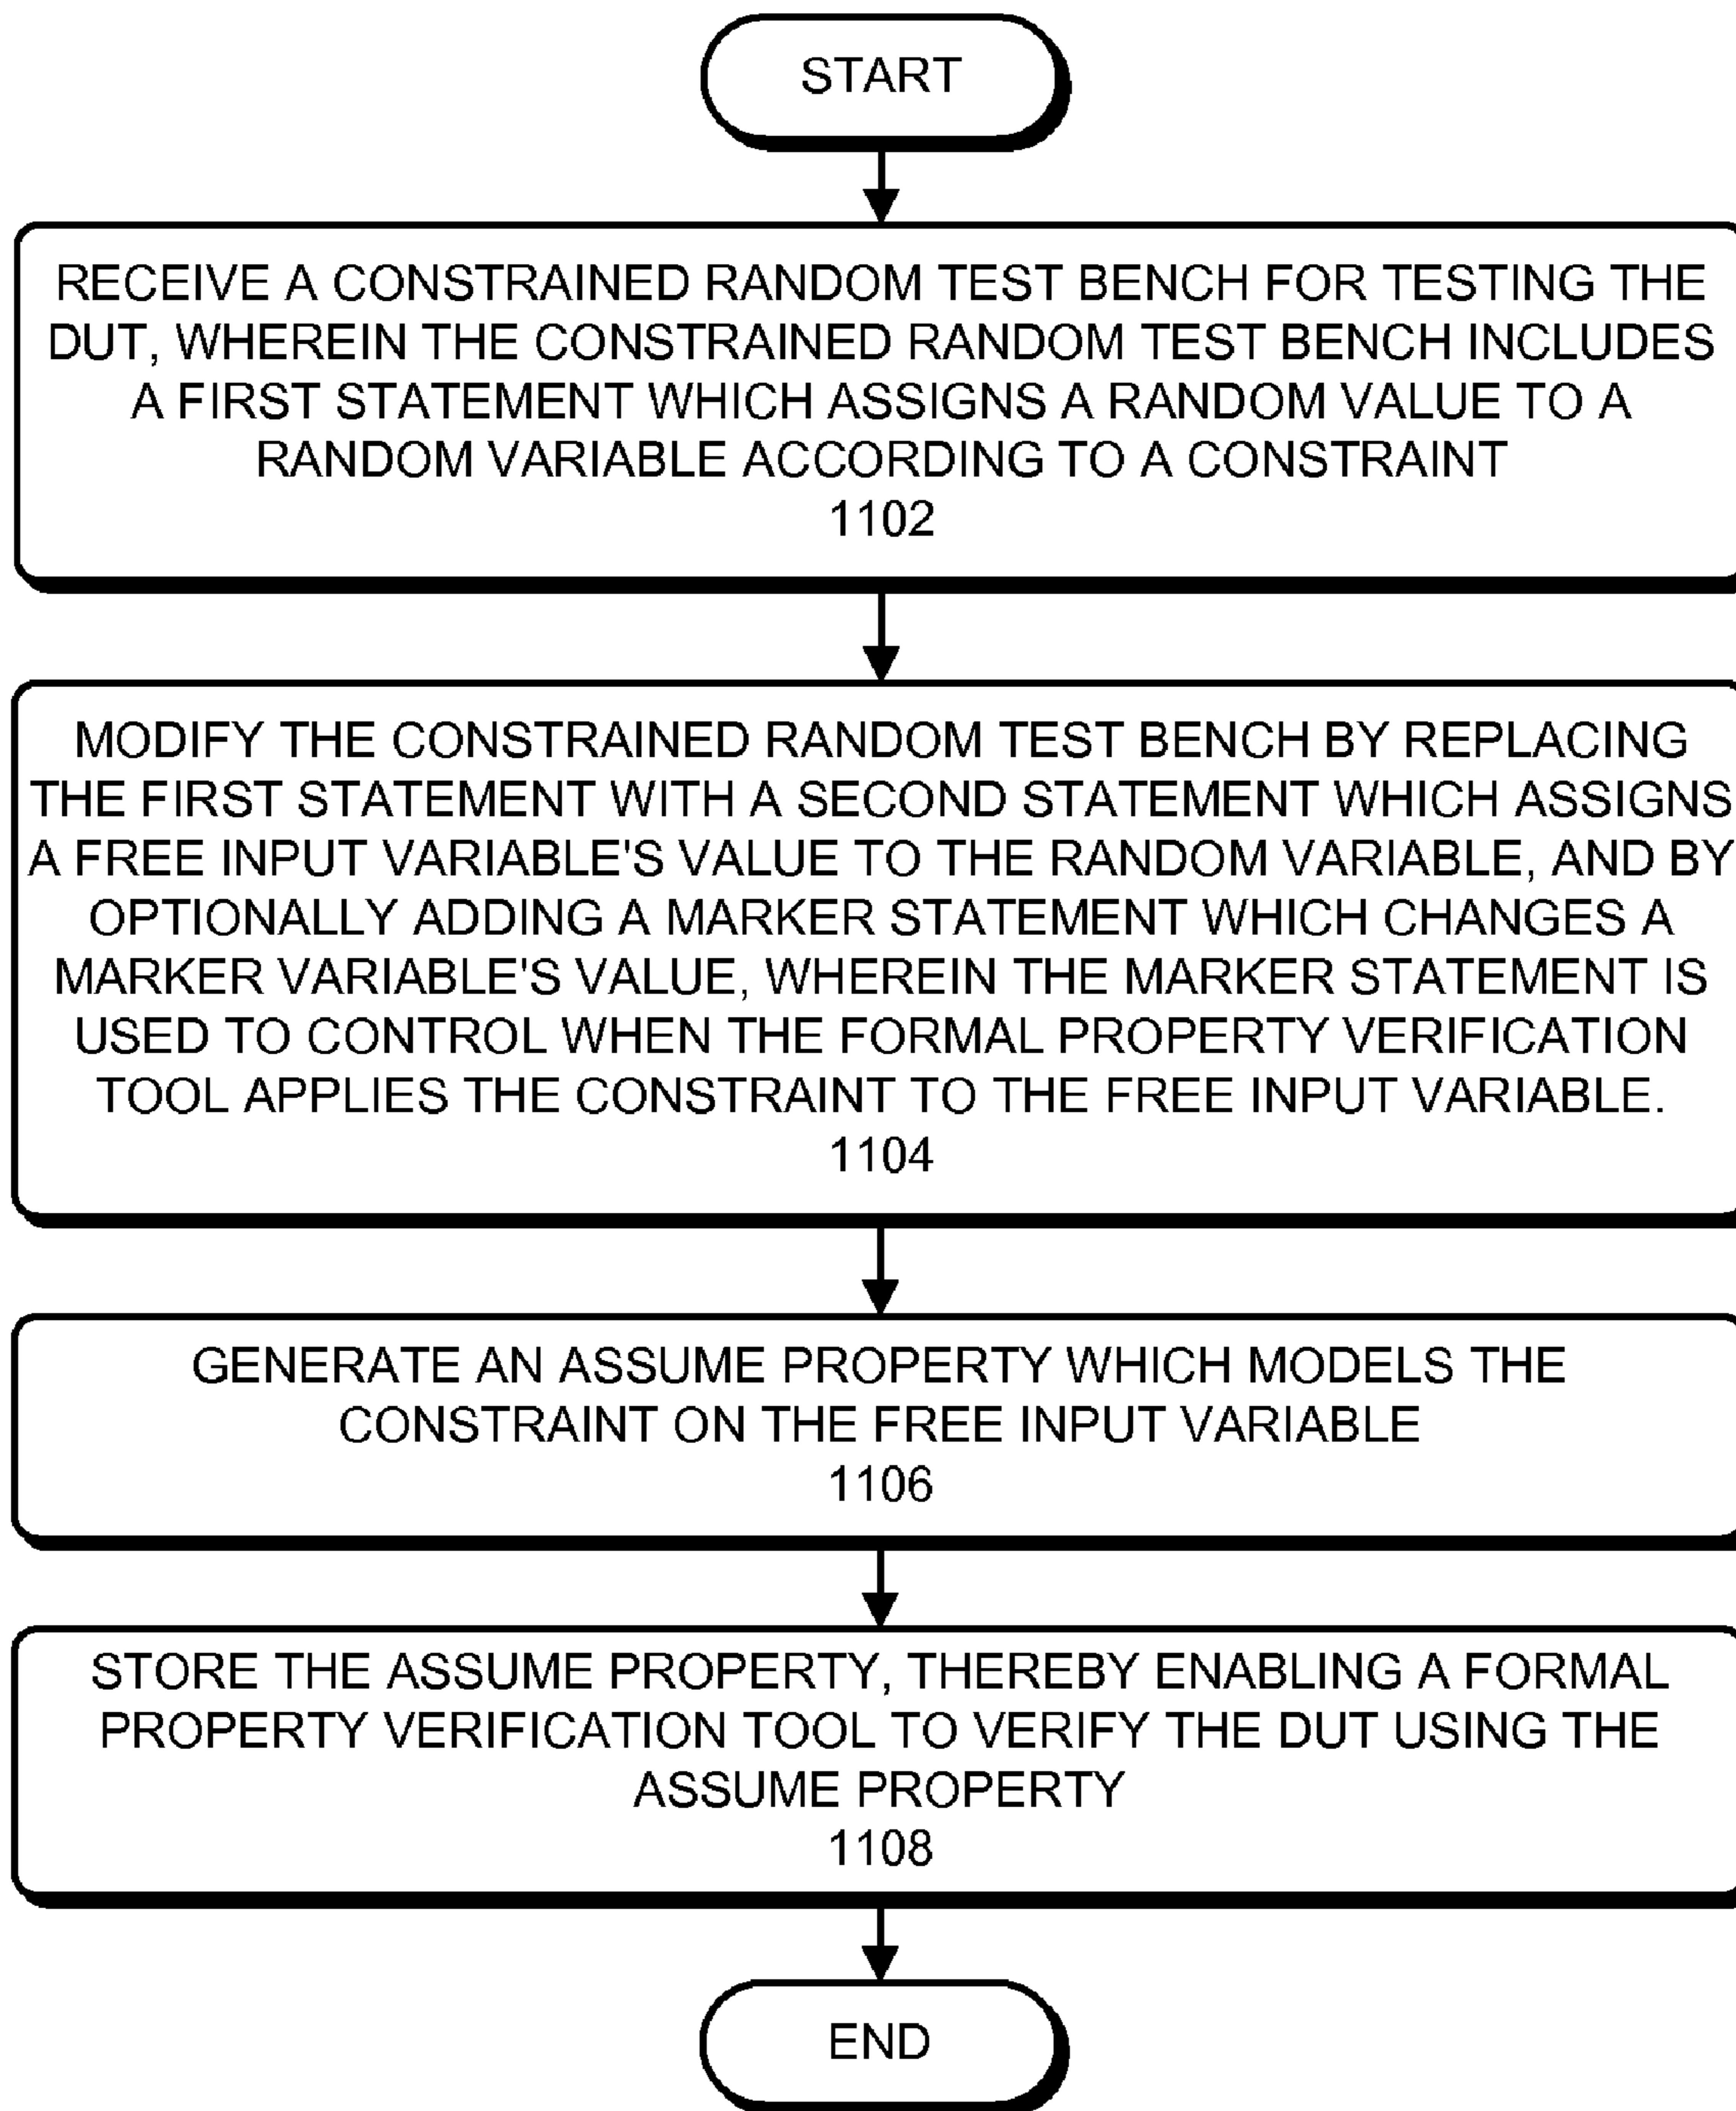 START
RECEIVE A CONSTRAINED RANDOM TEST BENCH FOR TESTING THE
DUT, WHEREIN THE CONSTRAINED RANDOM TEST BENCH INCLUDES
A FIRST STATEMENT WHICH ASSIGNS A RANDOM VALUE TO A
RANDOM VARIABLE ACCORDING TO A CONSTRAINT
1102
MODIFY THE CONSTRAINED RANDOM TEST BENCH BY REPLACING
THE FIRST STATEMENT WITH A SECOND STATEMENT WHICH ASSIGNS
A FREE INPUT VARIABLE'S VALUE TO THE RANDOM VARIABLE, AND BY
OPTIONALLY ADDING A MARKER STATEMENT WHICH CHANGES A
MARKER VARIABLE'S VALUE, WHEREIN THE MARKER STATEMENT IS
USED TO CONTROL WHEN THE FORMAL PROPERTY VERIFICATION
TOOL APPLIES THE CONSTRAINT TO THE FREE INPUT VARIABLE.
1104
GENERATE AN ASSUME PROPERTY WHICH MODELS THE
CONSTRAINT ON THE FREE INPUT VARIABLE
1106
STORE THE ASSUME PROPERTY, THEREBY ENABLING A FORMAL
PROPERTY VERIFICATION TOOL TO VERIFY THE DUT USING THE
ASSUME PROPERTY
1108
END